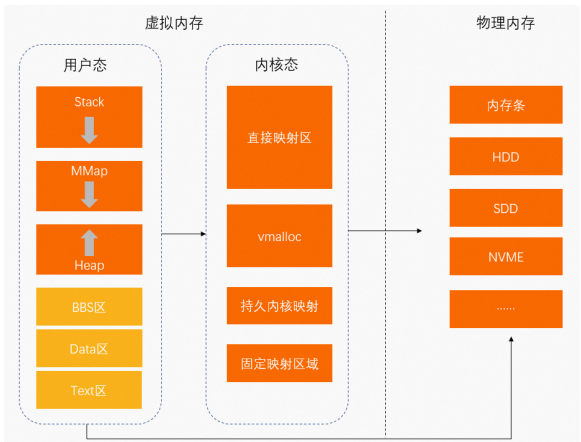 虚拟内存
物理内存
用户态
Stack
MMap
Heap
BBS区
Data区
Text区
内核态
直接映射区
vmalloc
持久内核映射
固定映射区域
内存条
HDD
SDD
NVME
......